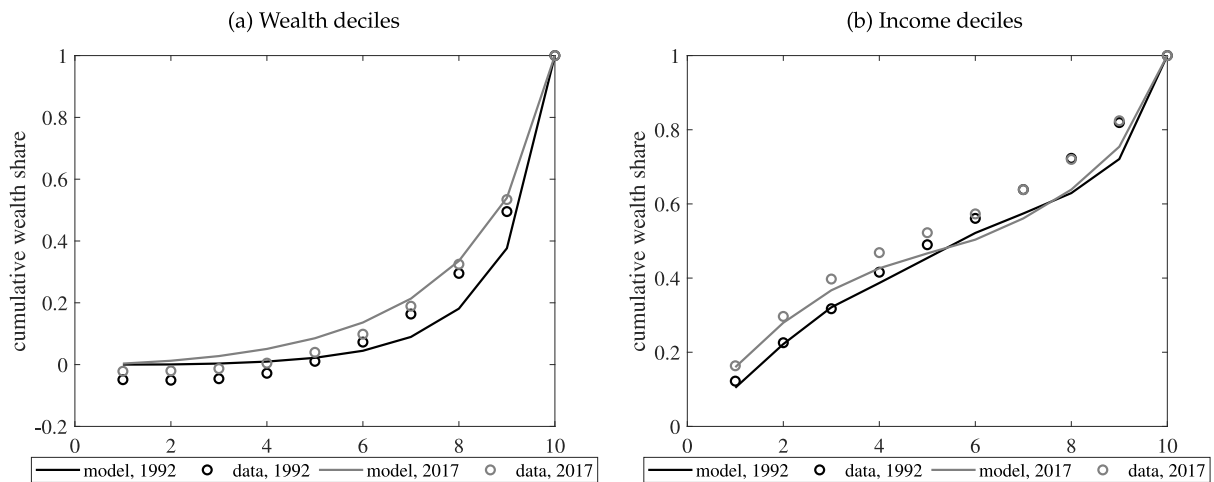 (a) Wealth deciles
1
0.8
0.6
0.4
0.2
0
-0.2
cumulative wealth share
0 2 4 6 8 10
model, 1992 data, 1992 model, 2017 data, 2017
(b) Income deciles
1
0.8
0.6
0.4
0.2
0
cumulative wealth share
0 2 4 6 8 10
model, 1992 data, 1992 model, 2017 data, 2017